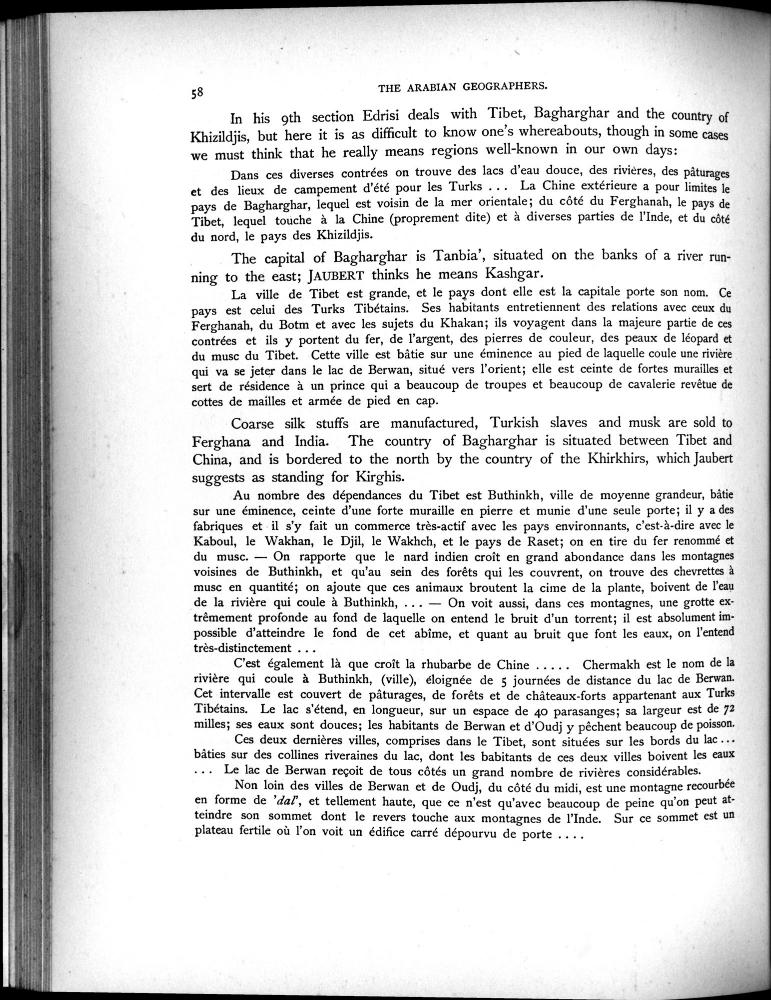 58
THE ARABIAN GEOGRAPHERS.
In his 9th section Edrisi deals with Tibet, Bagharghar and the country of
Khizildjis, but here it is as difficult to know one's whereabouts, though in some cases
we must think that he really means regions well-known in our own days:
Dans ces diverses contrées on trouve des lacs d'eau douce, des rivières, des pâturages
et des lieux de campement d'été pour les Turks ... La Chine extérieure a pour limites le
pays de Bagharghar, lequel est voisin de la mer orientale; du côté du Ferghanah, le pays de
Tibet, lequel touche à la Chine (proprement dite) et à diverses parties de l'Inde, et du côté
du nord, le pays des Khizildjis.
The capital of Bagharghar is Tanbia', situated on the banks of a river run-
ning to the east; JAUBERT thinks he means Kashgar.
La ville de Tibet est grande, et le pays dont elle est la capitale porte son nom. Ce
pays est celui des Turks Tibétains. Ses habitants entretiennent des relations avec ceux du
Ferghanah, du Botm et avec les sujets du Khakan; ils voyagent dans la majeure partie de ces
contrées et ils y portent du fer, de l'argent, des pierres de couleur, des peaux de léopard et
du musc du Tibet. Cette ville est bâtie sur une éminence au pied de laquelle coule une rivière
qui va se jeter dans le lac de Berwan, situé vers l'orient; elle est ceinte de fortes murailles et
sert de résidence à un prince qui a beaucoup de troupes et beaucoup de cavalerie revêtue de
cottes de mailles et armée de pied en cap.
Coarse silk stuffs are manufactured, Turkish slaves and musk are sold to
Ferghana and India. The country of Bagharghar is situated between Tibet and
China, and is bordered to the north by the country of the Khirkhirs, which Jaubert
suggests as standing for Kirghis.
Au nombre des dépendances du Tibet est Buthinkh, ville de moyenne grandeur, bâtie
sur une éminence, ceinte d'une forte muraille en pierre et munie d'une seule porte; il y a des
fabriques et il s'y fait un commerce très-actif avec les pays environnants, c'est-à-dire avec le
Kaboul, le Wakhan, le Djil, le Wakhch, et le pays de Raset; on en tire du fer renommé et
du musc. — On rapporte que le nard indien croît en grand abondance dans les montagnes
voisines de Buthinkh, et qu'au sein des forêts qui les couvrent, on trouve des chevrettes à
musc en quantité; on ajoute que ces animaux broutent la cime de la plante, boivent de l'eau
de la rivière qui coule à Buthinkh, ... — On voit aussi, dans ces montagnes, une grotte ex-
trêmement profonde au fond de laquelle on entend le bruit d'un torrent; il est absolument im-
possible d'atteindre le fond de cet abîme, et quant au bruit que font les eaux, on l'entend
très-distinctement ...
C'est également là que croît la rhubarbe de Chine ..... Chermakh est le nom de la
rivière qui coule à Buthinkh, (ville), éloignée de 5 journées de distance du lac de Berwan.
Cet intervalle est couvert de pâturages, de forêts et de châteaux-forts appartenant aux Turks
Tibétains. Le lac s'étend, en longueur, sur un espace de 40 parasanges; sa largeur est de 72
milles; ses eaux sont douces; les habitants de Berwan et d'Oudj y pêchent beaucoup de poisson.
Ces deux dernières villes, comprises dans le Tibet, sont situées sur les bords du lac ...
bâties sur des collines riveraines du lac, dont les babitants de ces deux villes boivent les eaux
... Le lac de Berwan reçoit de tous côtés un grand nombre de rivières considérables.
Non loin des villes de Berwan et de Oudj, du côté du midi, est une montagne recourbée
en forme de 'dal', et tellement haute, que ce n'est qu'avec beaucoup de peine qu'on peut at-
teindre son sommet dont le revers touche aux montagnes de l'Inde. Sur ce sommet est un
plateau fertile où l'on voit un édifice carré dépourvu de porte ....